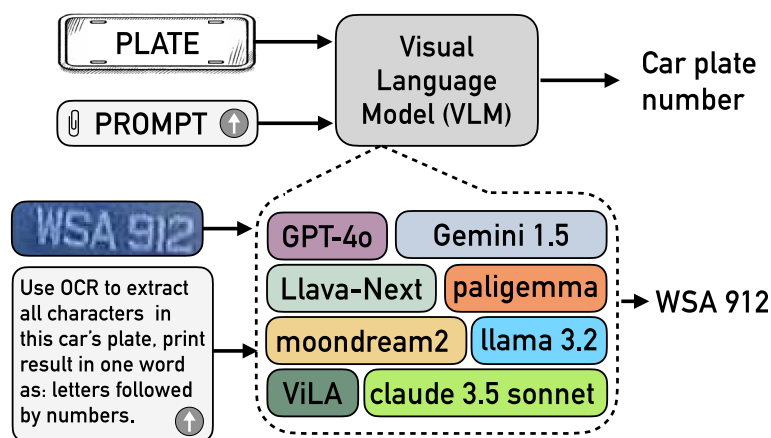 PLATE
PROMPT
Visual
Language
Model (VLM)
Car plate
number
WSA 912
Use OCR to extract
all characters in
this car's plate, print
result in one word
as: letters followed
by numbers.
GPT-4o
Gemini 1.5
Llava-Next
paligemma
moondream2
llama 3.2
ViLA
claude 3.5 sonnet
WSA 912